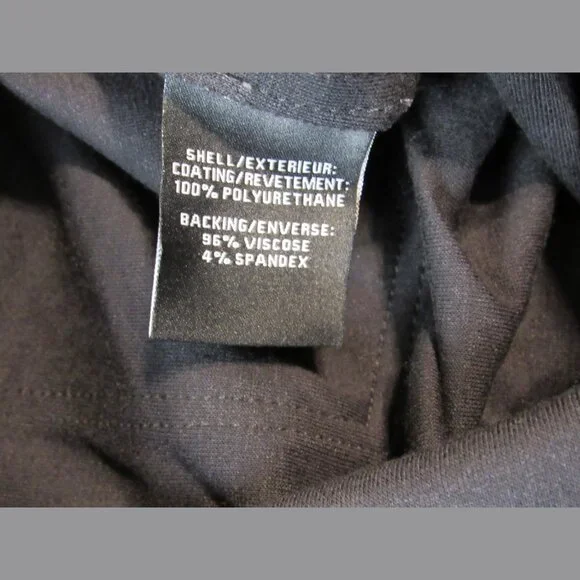 SHELL/EXTERIEUR:
COATING/REVETEMENT:
100% POLYURETHANE
BACKING/ENVERSE:
96% VISCOSE
4% SPANDEX